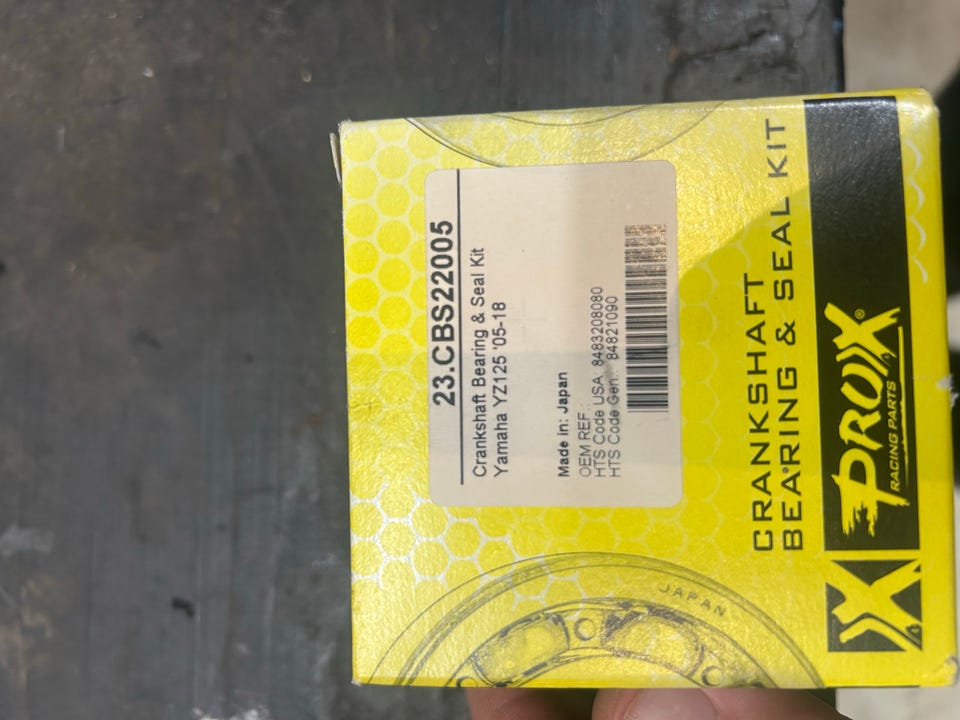 23.CBS22005
Crankshaft Bearing & Seal Kit
Yamaha YZ125 '05-18
Made in: Japan
OEM REF.:
HTS Code USA: 8483208080
HTS Code Gen.: 84821090
CRANKSHAFT
BEARING & SEAL KIT
PROX®
RACING PARTS
JAPAN